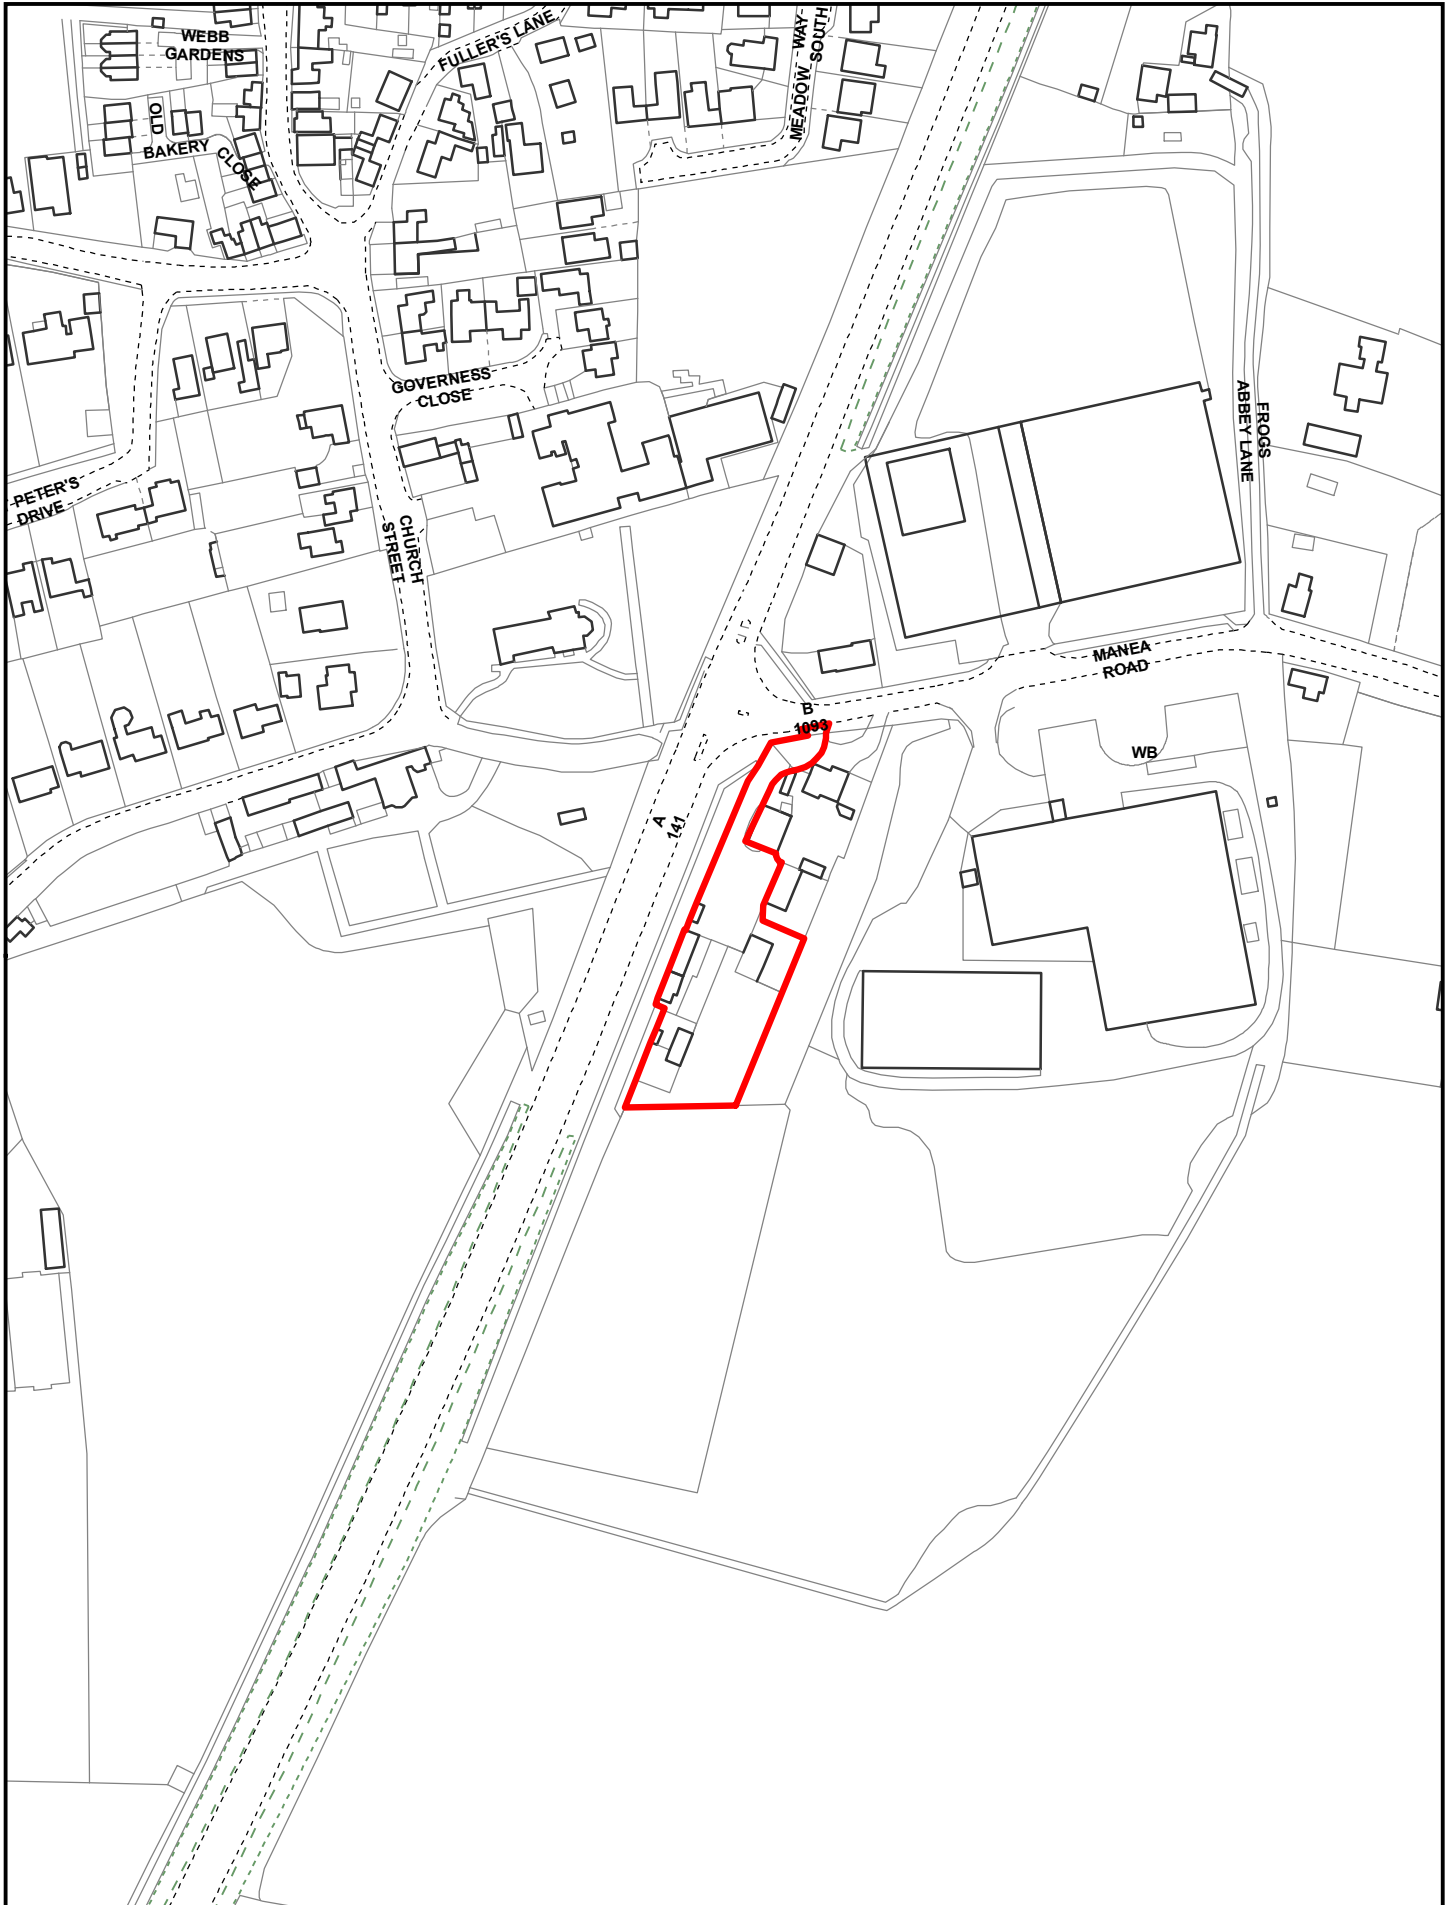 WEBB
GARDENS
FULLER'S LANE
MEADOW WAY
SOUTH
OLD
BAKERY
CLOSE
GOVERNESS
CLOSE
PETER'S
DRIVE
CHURCH
STREET
FROGS
ABBEY LANE
MANEA
ROAD
B
1093
WB
A
141